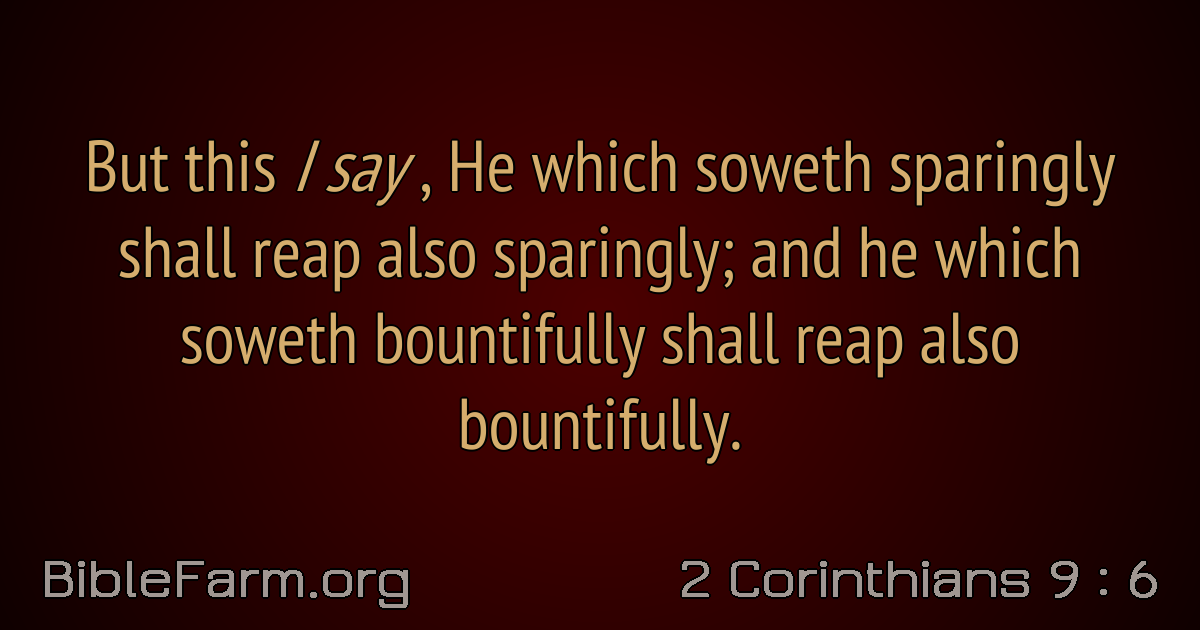 But this I say , He which soweth sparingly
shall reap also sparingly; and he which
soweth bountifully shall reap also
bountifully.
BibleFarm.org
2 Corinthians 9 : 6